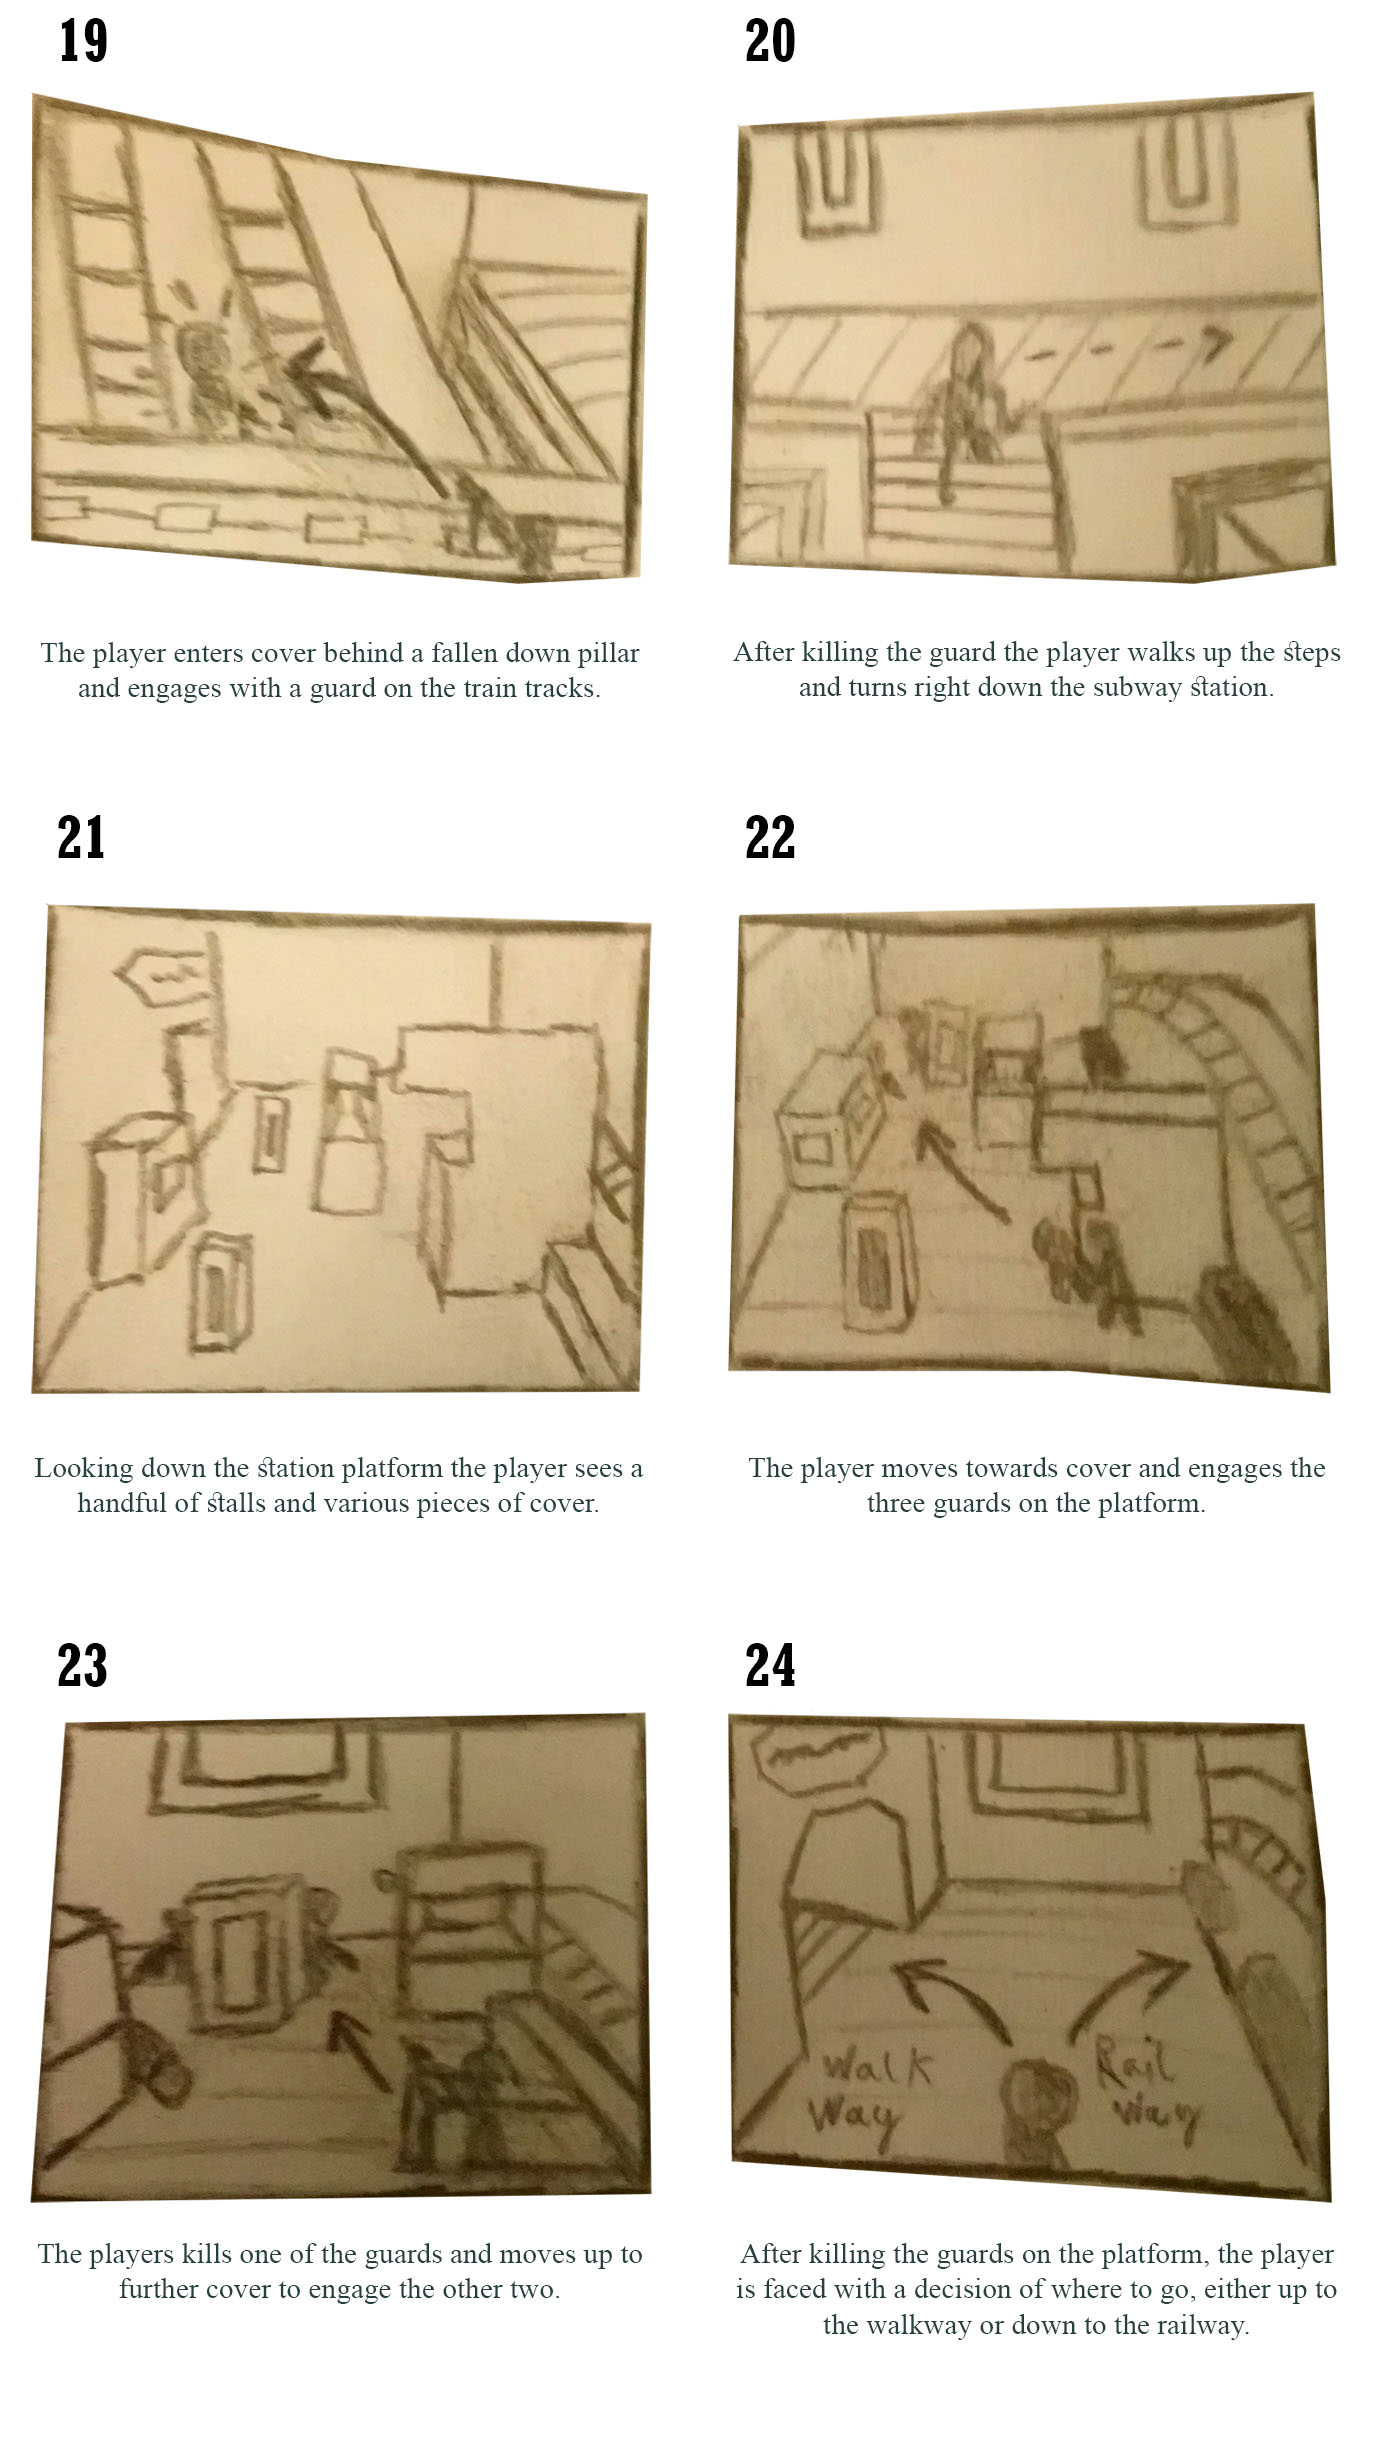 19
The player enters cover behind a fallen down pillar
and engages with a guard on the train tracks.
20
After killing the guard the player walks up the steps
and turns right down the subway station.
21
Looking down the station platform the player sees a
handful of stalls and various pieces of cover.
22
The player moves towards cover and engages the
three guards on the platform.
23
The players kills one of the guards and moves up to
further cover to engage the other two.
24
Walk
Way
Rail
Way
After killing the guards on the platform, the player
is faced with a decision of where to go, either up to
the walkway or down to the railway.